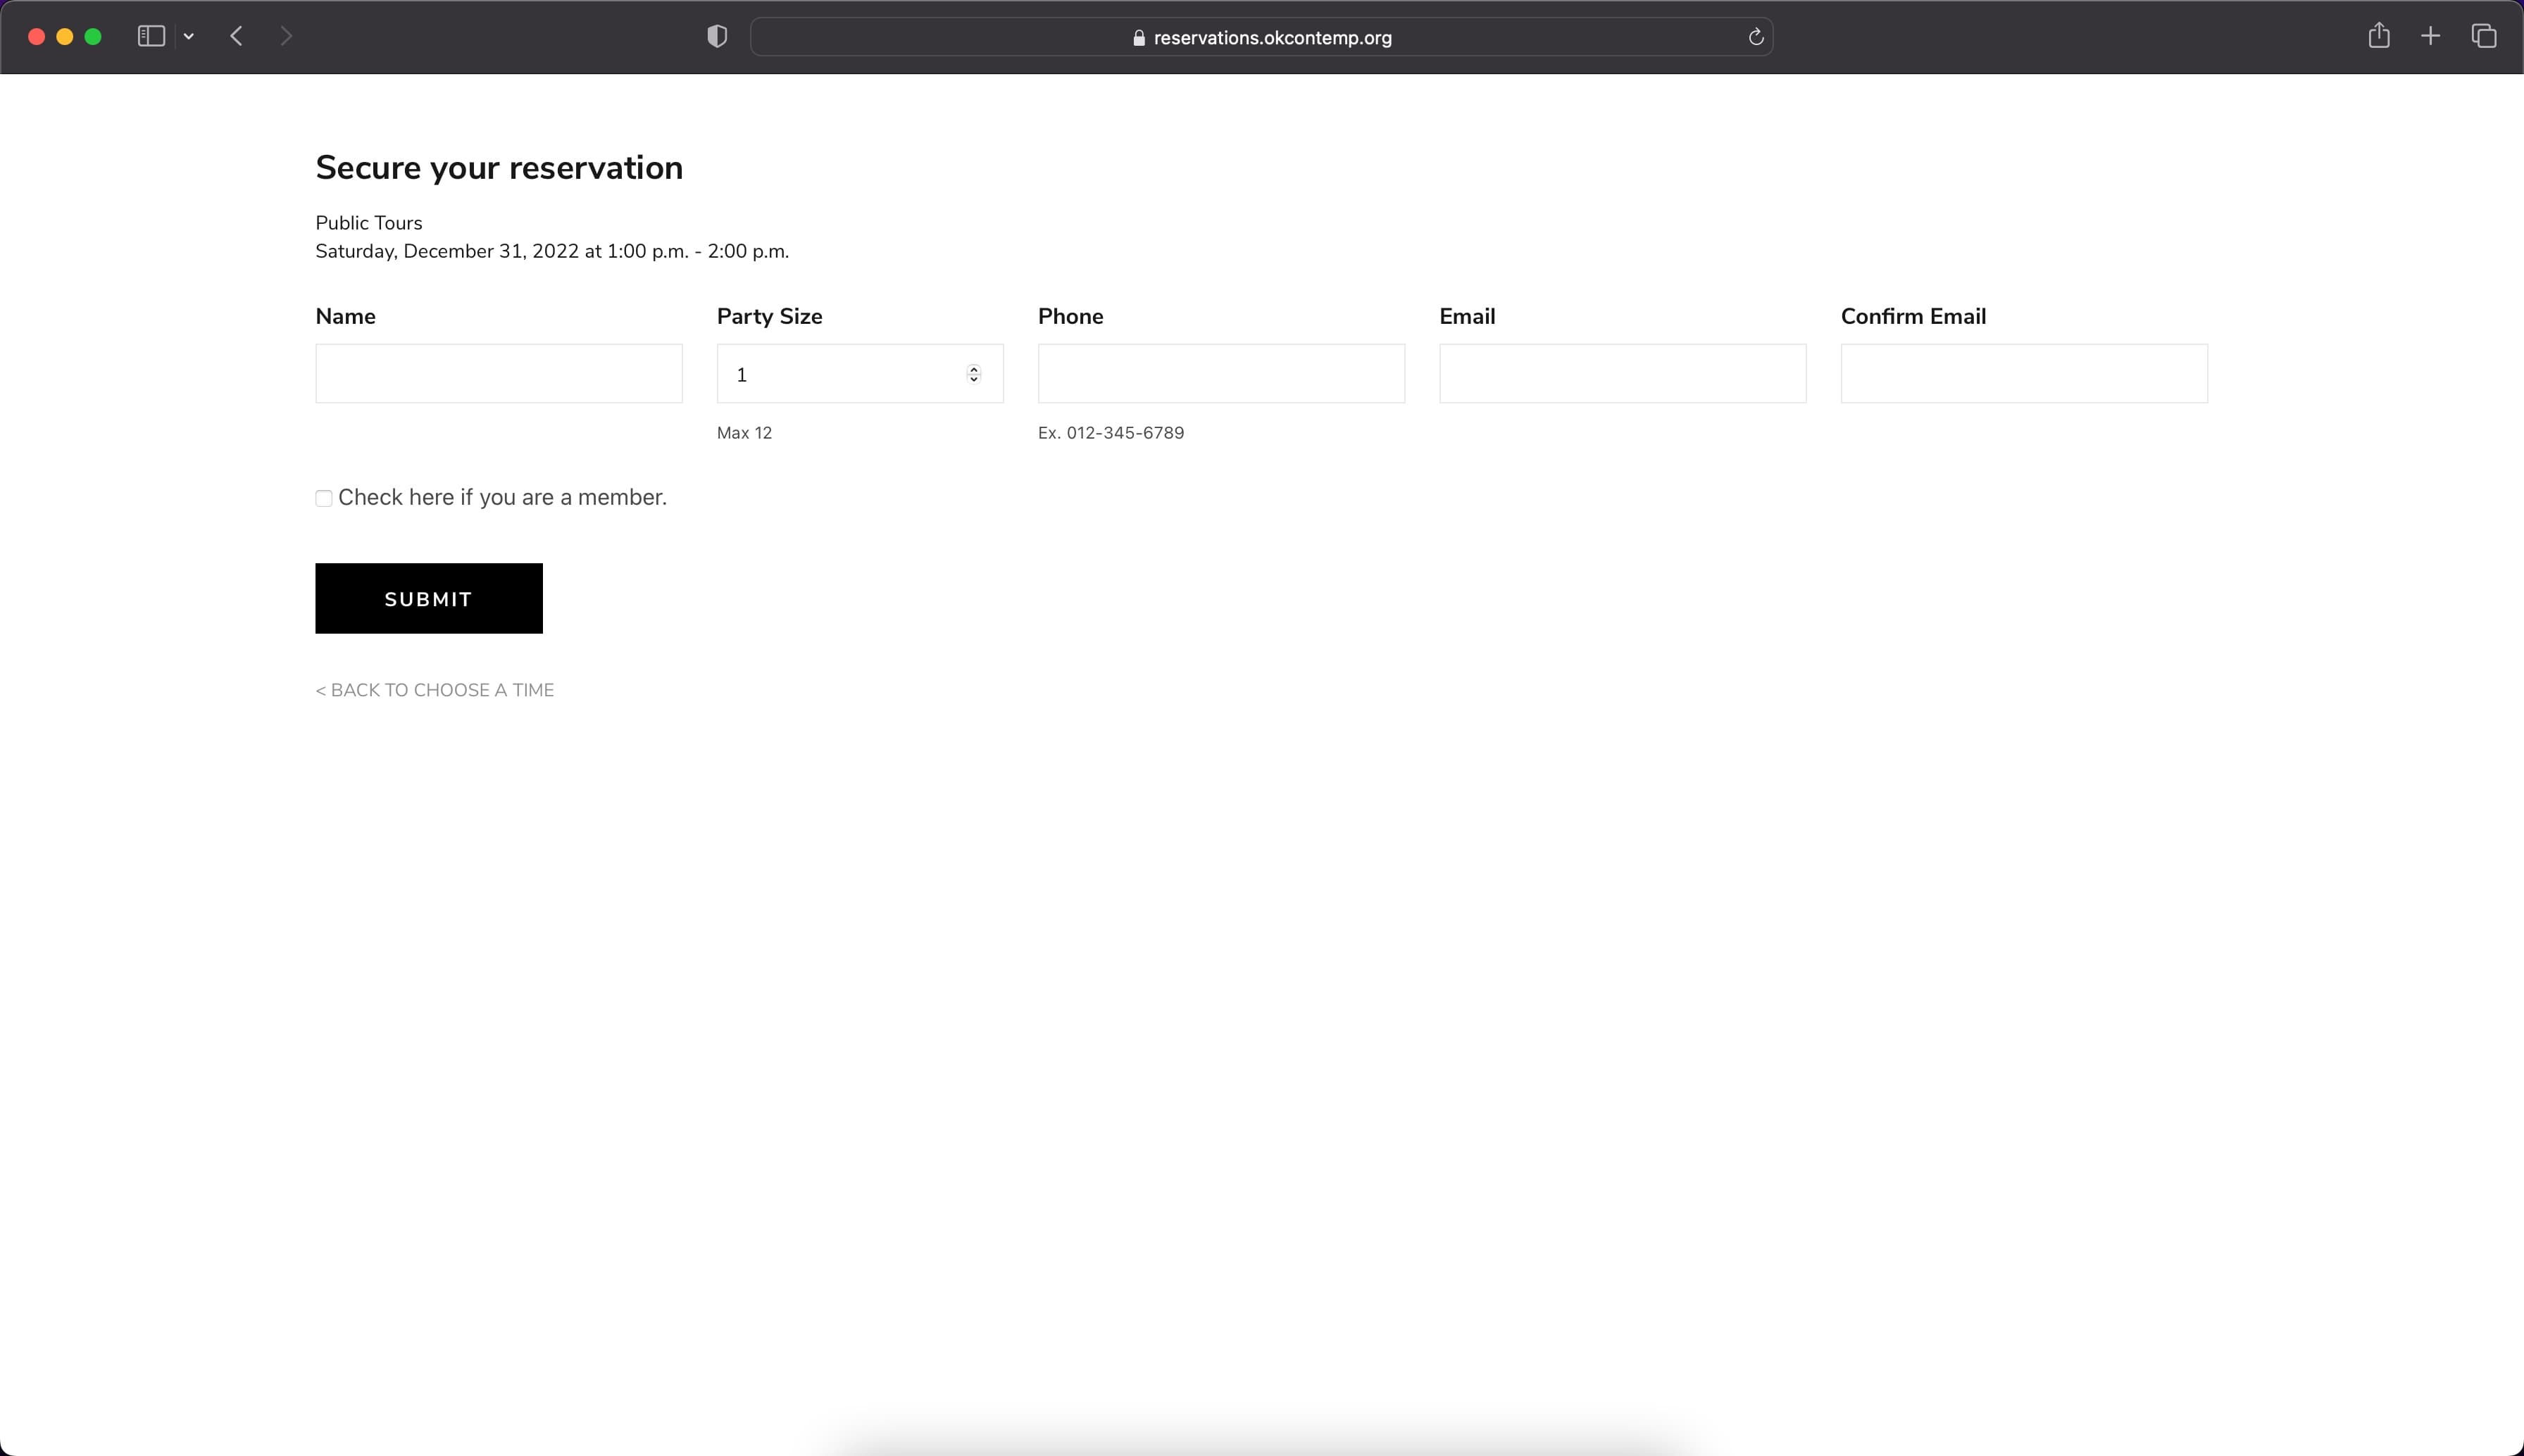 reservations.okcontemp.org
Secure your reservation
Public Tours
Saturday, December 31, 2022 at 1:00 p.m. - 2:00 p.m.
Name Party Size Phone Email Confirm Email
1
Max 12 Ex. 012-345-6789
Check here if you are a member.
SUBMIT
< BACK TO CHOOSE A TIME